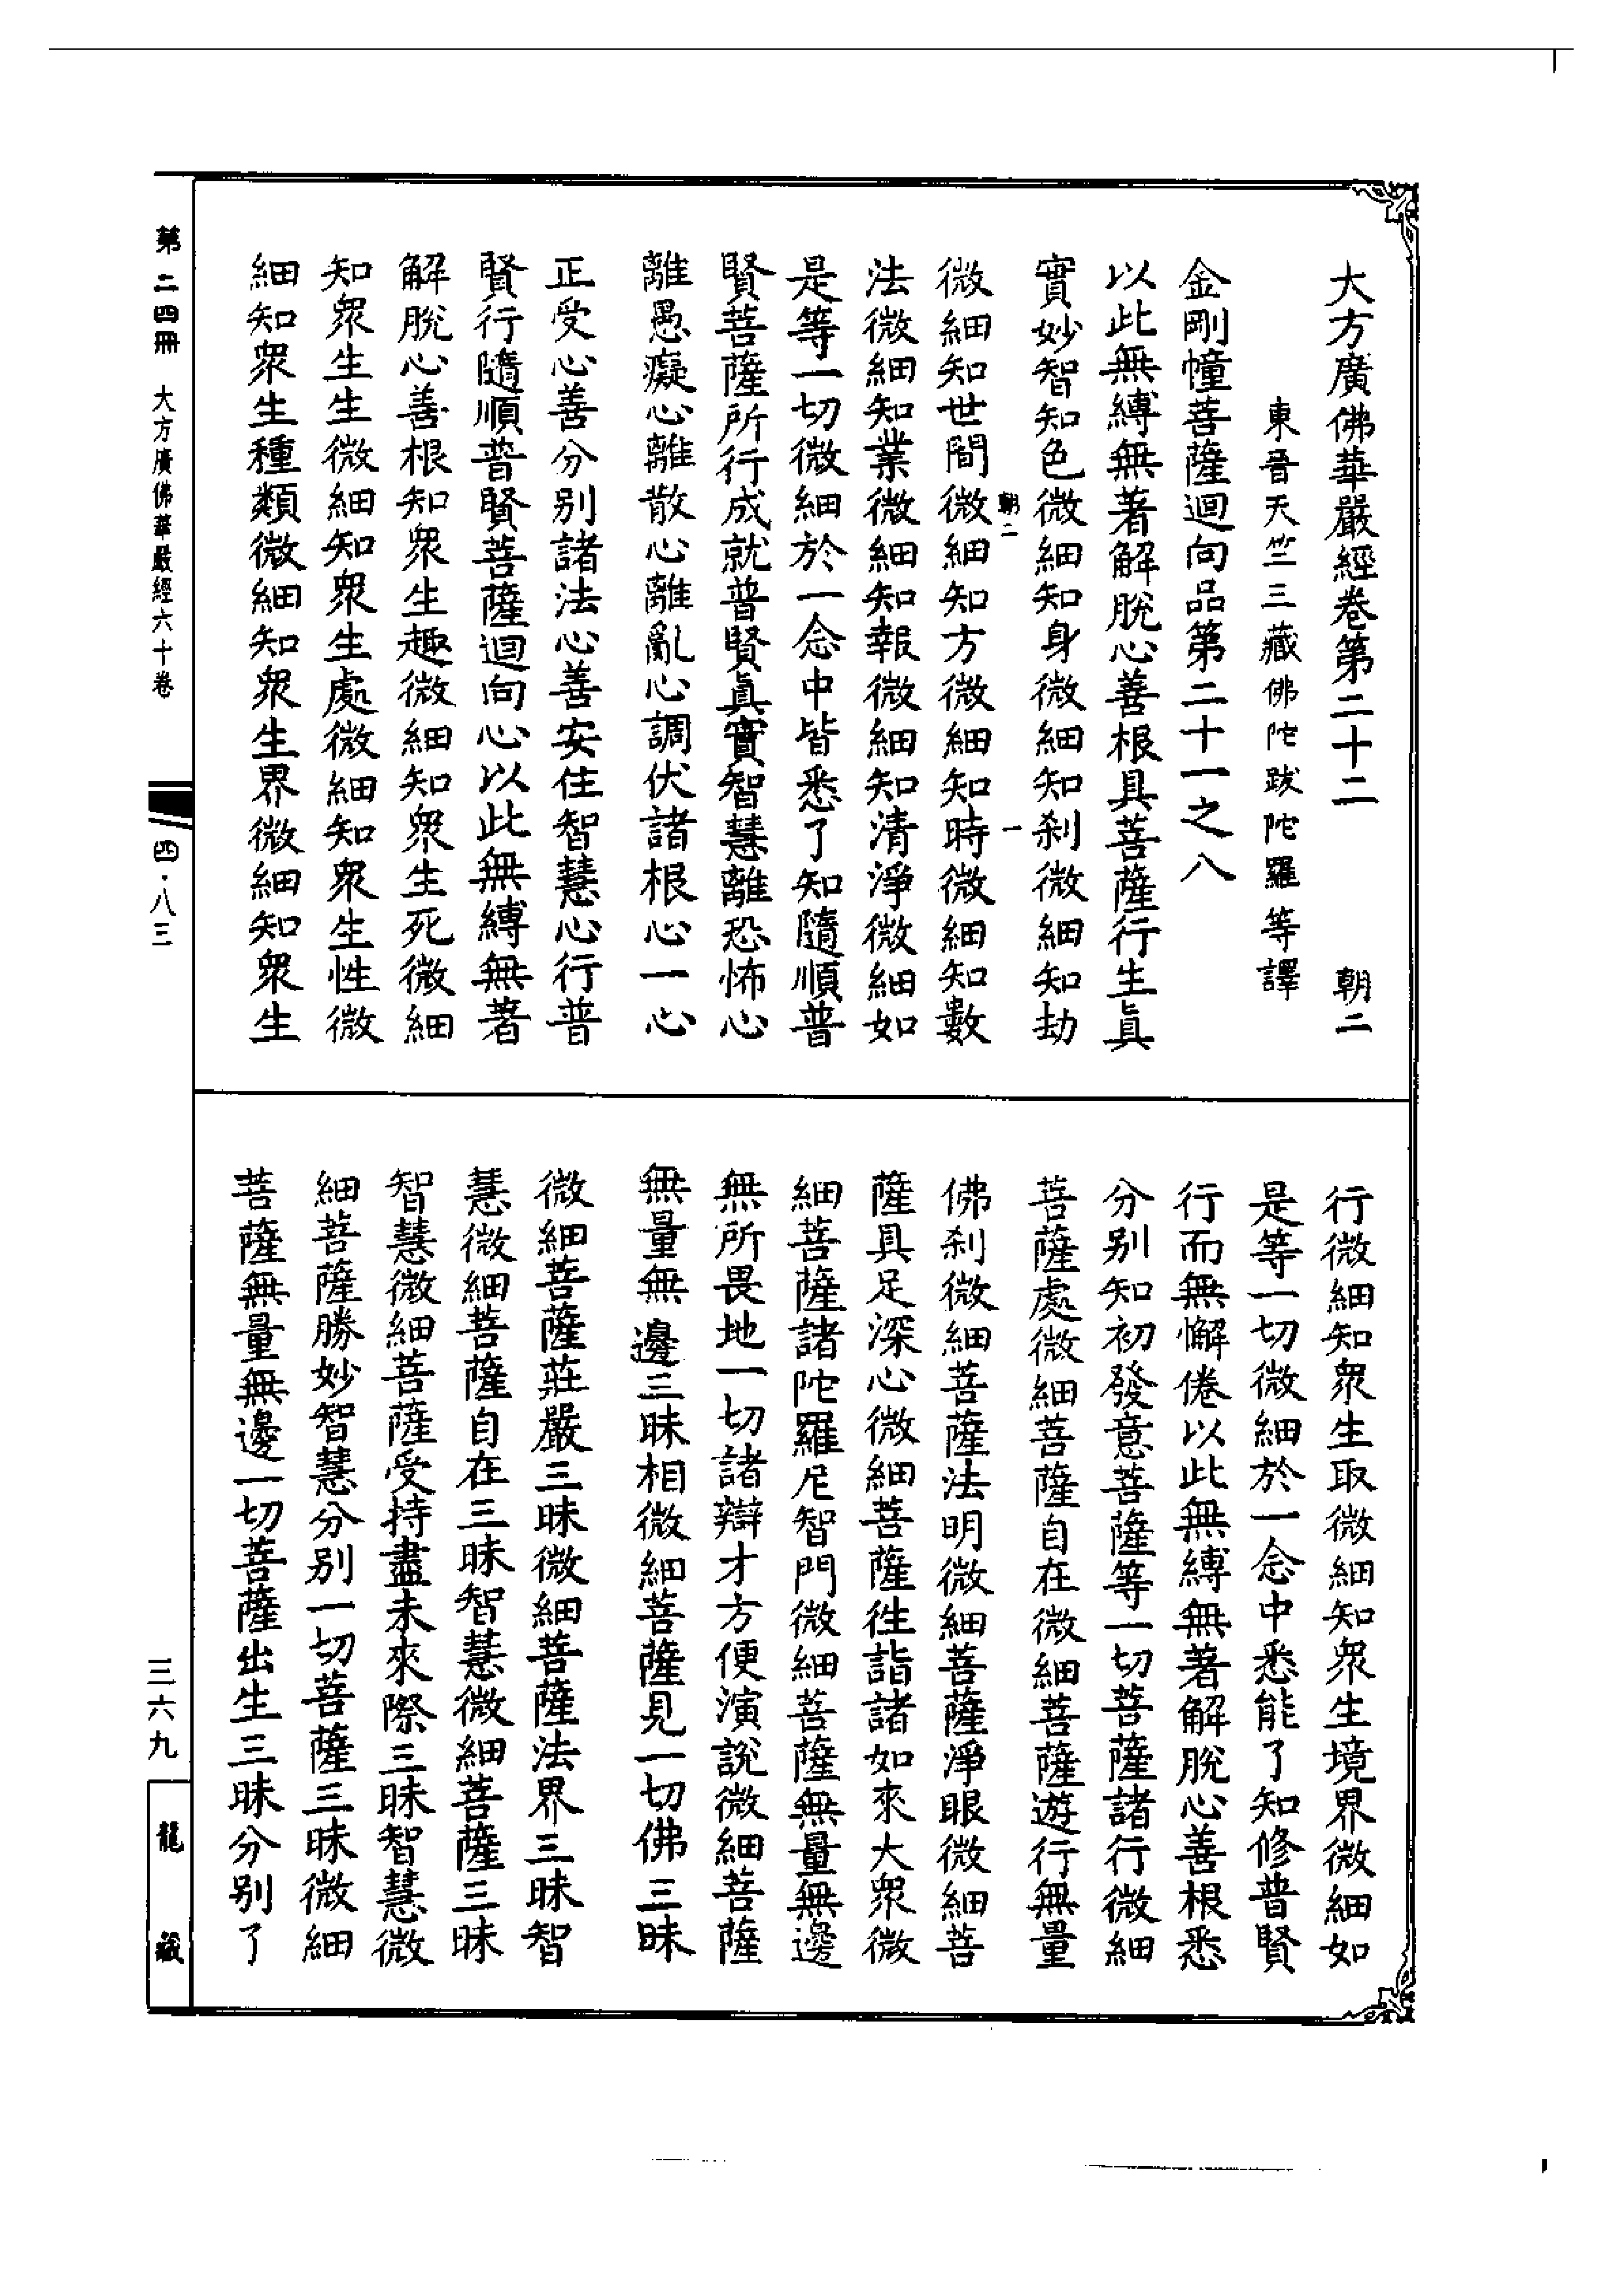 大方廣佛華嚴經卷第二十二 朝二
東晉天竺三藏佛陀跋陀羅等譯
金剛幢菩薩迴向品第二十一之八
以此無縛無著解脫心善根具菩薩行生眞
實妙智知色微細知身微細知刹微細知劫
朝二 一
微細知世間微細知方微細知時微細知數
法微細知業微細知報微細知清淨微細如
是等一切微細於一念中皆悉了知隨順普
賢菩薩所行成就普賢眞實智慧離恐怖心
離愚癡心離散心離亂心調伏諸根心一心
正受心善分別諸法心善安住智慧心行普
賢行隨順普賢菩薩迴向心以此無縛無著
解脫心善根知衆生趣微細知衆生死微細
知衆生生微細知衆生處微細知衆生性微
細知衆生種類微細知衆生界微細知衆生
行微細知衆生取微細知衆生境界微細如
是等一切微細於一念中悉能了知修普賢
行而無懈倦以此無縛無著解脫心善根悉
分別知初發意菩薩等一切菩薩諸行微細
菩薩處微細菩薩自在微細菩薩遊行無量
佛刹微細菩薩法明微細菩薩淨眼微細菩
薩具足深心微細菩薩往詣諸如來大衆微
細菩薩諸陀羅尼智門微細菩薩無量無邊
無所畏地一切諸辯才方便演說微細菩薩
無量無邊三昧相微細菩薩見一切佛三昧
微細菩薩莊嚴三昧微細菩薩法界三昧智
慧微細菩薩自在三昧智慧微細菩薩三昧
智慧微細菩薩受持盡未來際三昧智慧微
細菩薩勝妙智慧分別一切菩薩三昧微細
菩薩無量無邊一切菩薩出生三昧分別了
第二四冊 大方廣佛華嚴經六十卷 四·八三 三六九 龍藏